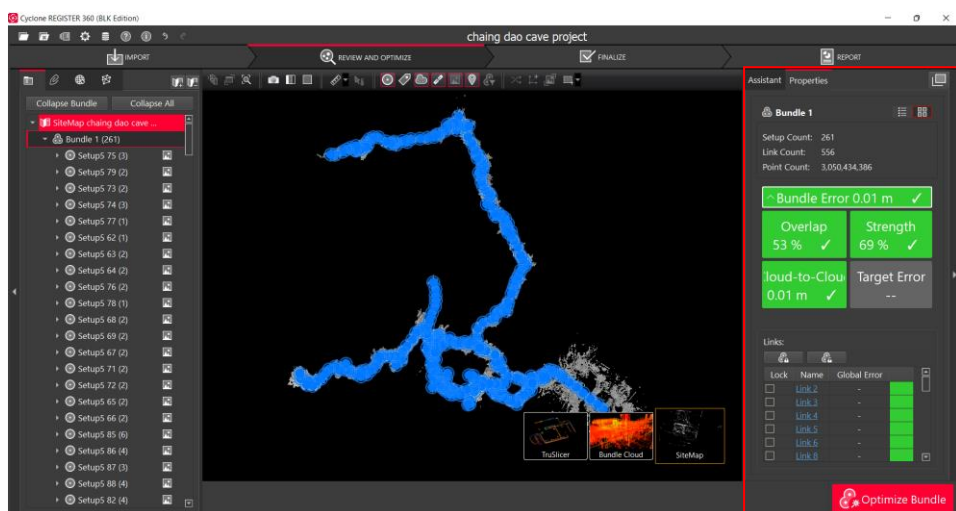 Cyclone REGISTER 360 (BLK Edition)
chaing dao cave project
IMPORT
REVIEW AND OPTIMIZE
FINALIZE
REPORT
Collapse Bundle
Collapse All
SiteMap chaing dao cave ...
Bundle 1 (261)
Setup5 75 (3)
Setup5 79 (2)
Setup5 73 (2)
Setup5 74 (3)
Setup5 77 (1)
Setup5 62 (1)
Setup5 63 (2)
Setup5 64 (2)
Setup5 76 (2)
Setup5 78 (1)
Setup5 68 (2)
Setup5 69 (2)
Setup5 67 (2)
Setup5 71 (2)
Setup5 72 (2)
Setup5 65 (2)
Setup5 66 (2)
Setup5 85 (6)
Setup5 86 (4)
Setup5 87 (3)
Setup5 88 (4)
Setup5 82 (4)
TruSlicer
Bundle Cloud
SiteMap
Assistant Properties
Bundle 1
Setup Count: 261
Link Count: 556
Point Count: 3,050,434,386
Bundle Error 0.01 m
Overlap
53 %
Strength
69 %
Cloud-to-Clou
0.01 m
Target Error
--
Links:
Lock Name Global Error
Link 2 -
Link 3 -
Link 4 -
Link 5 -
Link 6 -
Link 8 -
Optimize Bundle